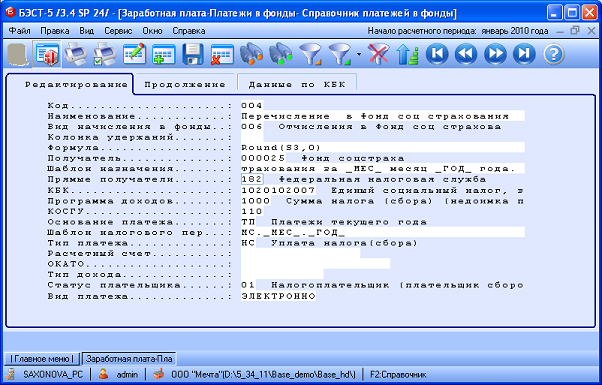 БЭСТ-5 /3.4 SP 24/ - [Заработная плата-Платежи в фонды- Справочник платежей в фонды]
Файл Правка Вид Сервис Окно Справка Начало расчетного периода: январь 2010 года
Редактирование Продолжение Данные по КБК
Код......................: 004
Наименование.............: Перечисление в Фонд соц страхования
Вид начисления в фонды..: 006 Отчисления в Фонд соц страхова
Колонка удержаний.......:
Формула..................: Round(S3,0)
Получатель...............: 000025 Фонд соцстраха
Шаблон назначения.......: трахования за _МЕС_ месяц _ГОД_ года.
Прямые получатели.......: 182 Федеральная налоговая служба
КБК......................: 1020102007 Единый социальный налог, з
Программа доходов.......: 1000 Сумма налога (сбора) (недоимка п
КОСГУ....................: 110
Основание платежа.......: ТП Платежи текущего года
Шаблон налогового пер...: МС._МЕС_._ГОД_
Тип платежа..............: НС Уплата налога(сбора)
Расчетный счет...........:
ОКАТО....................:
Тип дохода...............:
Статус плательщика......: 01 Налогоплательщик (плательщик сборо
Вид платежа..............: ЭЛЕКТРОННО
Главное меню Заработная плата-Пла
SAXONOVA_PC admin ООО "Мечта"(D:\5_34_11\Base_demo\Base_hd\) F2:Справочник